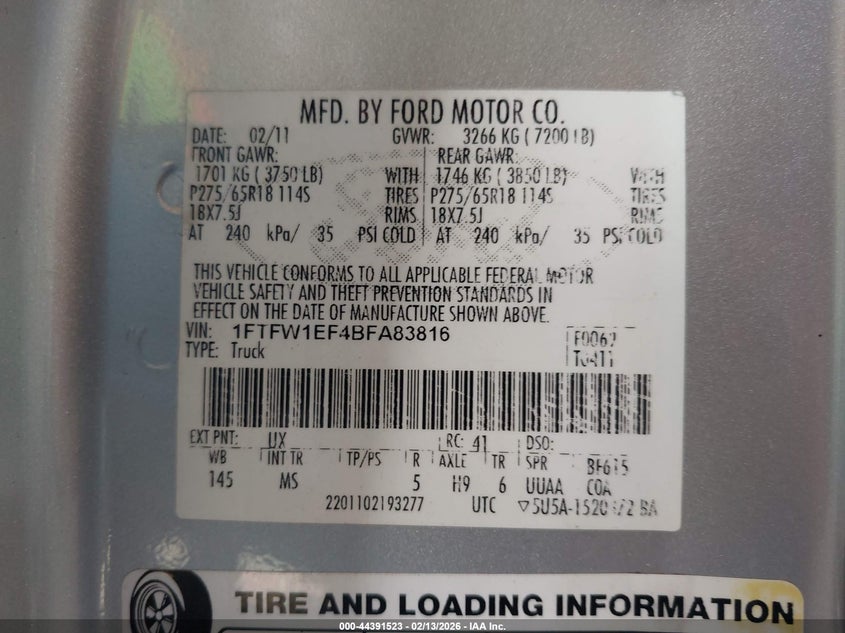 MFD. BY FORD MOTOR CO.
DATE: 02/11 GVWR: 3266 KG ( 7200 LB)
FRONT GAWR: REAR GAWR:
1701 KG ( 3750 LB) WITH 1746 KG ( 3850 LB) WITH
P275/65R18 114S TIRES P275/65R18 114S TIRES
18X7.5J RIMS 18X7.5J RIMS
AT 240 kPa/ 35 PSI COLD AT 240 kPa/ 35 PSI COLD
THIS VEHICLE CONFORMS TO ALL APPLICABLE FEDERAL MOTOR
VEHICLE SAFETY AND THEFT PREVENTION STANDARDS IN
EFFECT ON THE DATE OF MANUFACTURE SHOWN ABOVE.
VIN: 1FTFW1EF4BFA83816
TYPE: Truck
F0062
T0411
EXT PNT: UX RC: 41 DSO:
WB INT TR TP/PS R AXLE TR SPR BF615
145 MS 5 H9 6 UUAA COA
2201102193277 UTC
TIRE AND LOADING INFORMATION
000-44391523 — 02/13/2026 — IAA Inc.